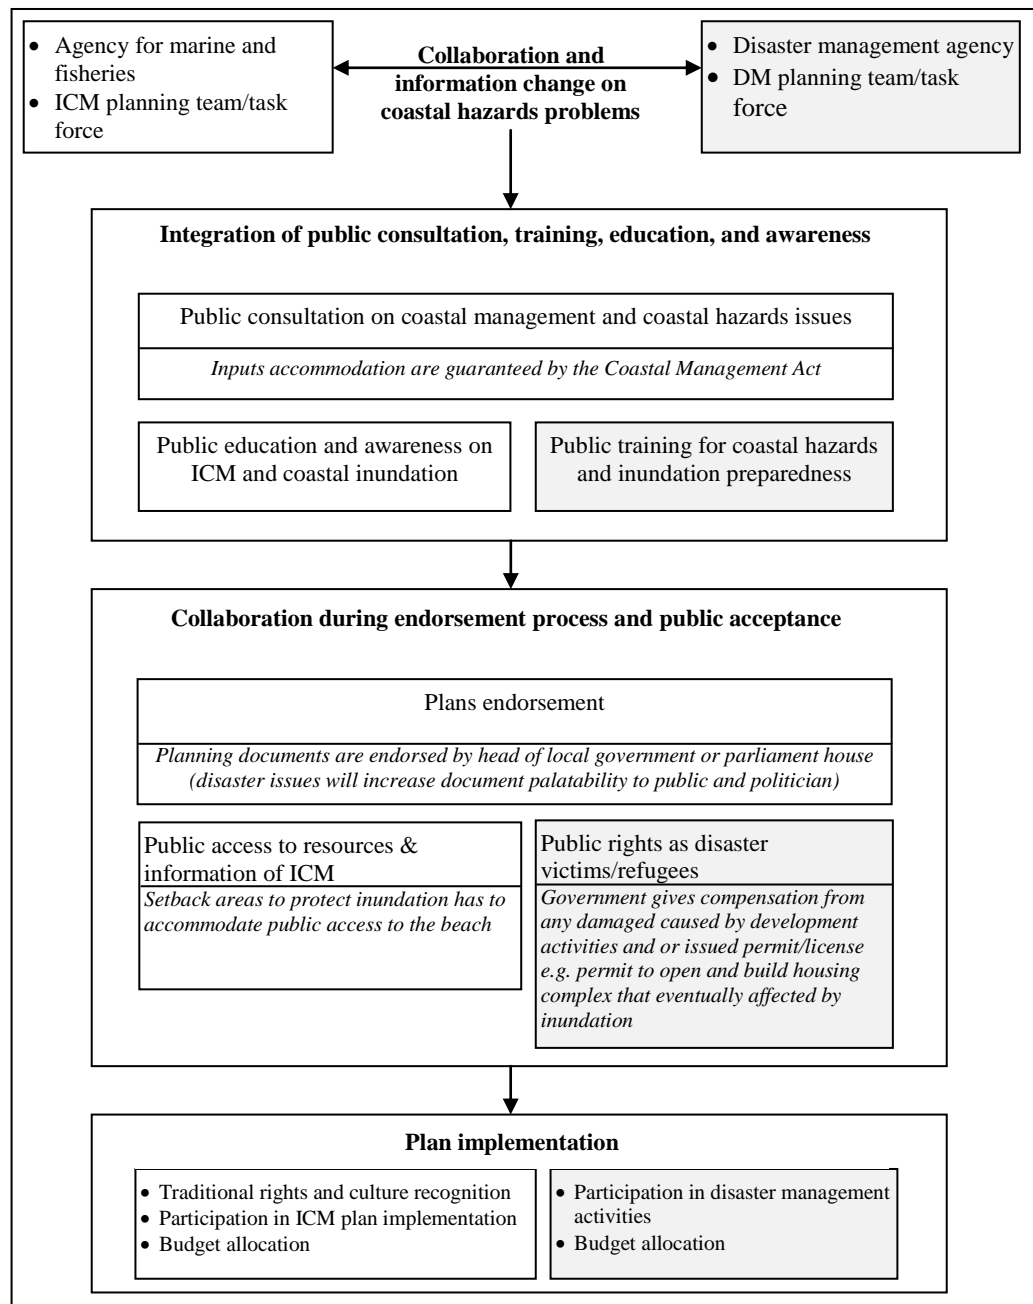 • Agency for marine and
fisheries
• ICM planning team/task
force
Collaboration and
information change on
coastal hazards problems
• Disaster management agency
• DM planning team/task
force
Integration of public consultation, training, education, and awareness
Public consultation on coastal management and coastal hazards issues
Inputs accommodation are guaranteed by the Coastal Management Act
Public education and awareness on
ICM and coastal inundation
Public training for coastal hazards
and inundation preparedness
Collaboration during endorsement process and public acceptance
Plans endorsement
Planning documents are endorsed by head of local government or parliament house
(disaster issues will increase document palatability to public and politician)
Public access to resources &
information of ICM
Setback areas to protect inundation has to
accommodate public access to the beach
Public rights as disaster
victims/refugees
Government gives compensation from
any damaged caused by development
activities and or issued permit/license
e.g. permit to open and build housing
complex that eventually affected by
inundation
Plan implementation
• Traditional rights and culture recognition
• Participation in ICM plan implementation
• Budget allocation
• Participation in disaster management
activities
• Budget allocation